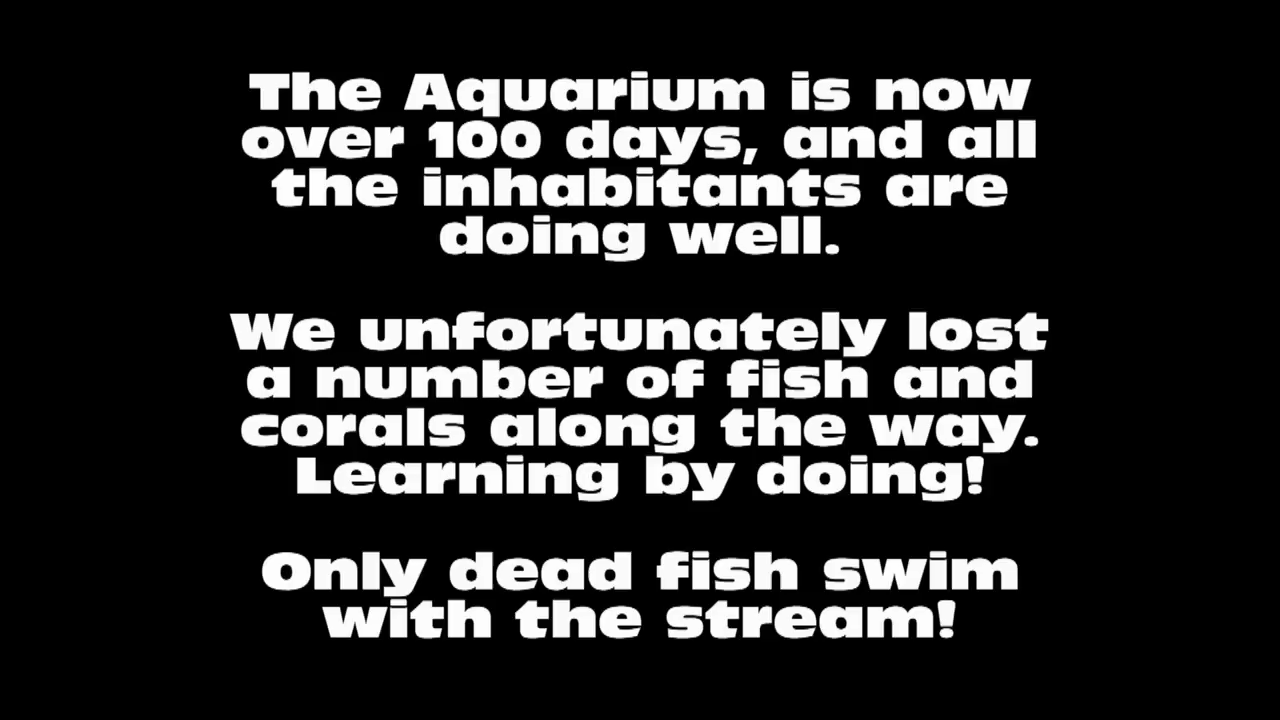 The Aquarium is now
over 100 days, and all
the inhabitants are
doing well.
We unfortunately lost
a number of fish and
corals along the way.
Learning by doing!
Only dead fish swim
with the stream!